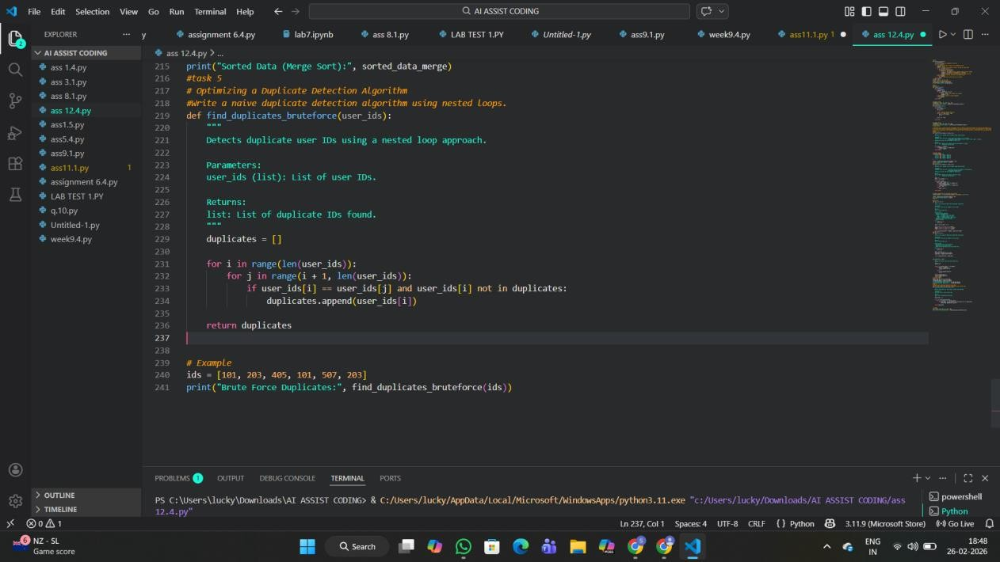 File Edit Selection View Go Run Terminal Help
AI ASSIST CODING
EXPLORER
y
assignment 6.4.py
lab7.ipynb
ass 8.1.py
LAB TEST 1.PY
Untitled-1.py
ass9.1.py
week9.4.py
ass11.1.py 1
ass 12.4.py
2
AI ASSIST CODING
ass 1.4.py
ass 3.1.py
ass 8.1.py
ass 12.4.py
ass1.5.py
ass5.4.py
ass9.1.py
ass11.1.py 1
assignment 6.4.py
LAB TEST 1.PY
q.10.py
Untitled-1.py
week9.4.py
OUTLINE
TIMELINE
ass 12.4.py > ...
215 print("Sorted Data (Merge Sort):", sorted_data_merge)
216 #task 5
217 # Optimizing a Duplicate Detection Algorithm
218 #Write a naive duplicate detection algorithm using nested loops.
219 def find_duplicates_bruteforce(user_ids):
220 """
221 Detects duplicate user IDs using a nested loop approach.
222
223 Parameters:
224 user_ids (list): List of user IDs.
225
226 Returns:
227 list: List of duplicate IDs found.
228 """
229 duplicates = []
230
231 for i in range(len(user_ids)):
232 for j in range(i + 1, len(user_ids)):
233 if user_ids[i] == user_ids[j] and user_ids[i] not in duplicates:
234 duplicates.append(user_ids[i])
235
236 return duplicates
237
238
239 # Example
240 ids = [101, 203, 405, 101, 507, 203]
241 print("Brute Force Duplicates:", find_duplicates_bruteforce(ids))
PROBLEMS 1 OUTPUT DEBUG CONSOLE TERMINAL PORTS
PS C:\Users\lucky\Downloads\AI ASSIST CODING> & C:/Users/lucky/AppData/Local/Microsoft/WindowsApps/python3.11.exe "c:/Users/lucky/Downloads/AI ASSIST CODING/ass
12.4.py"
powershell
Python
0 1
Ln 237, Col 1 Spaces: 4 UTF-8 CRLF { } Python 3.11.9 (Microsoft Store) Go Live
6
NZ - SL
Game score
Search
ENG
IN
18:48
26-02-2026